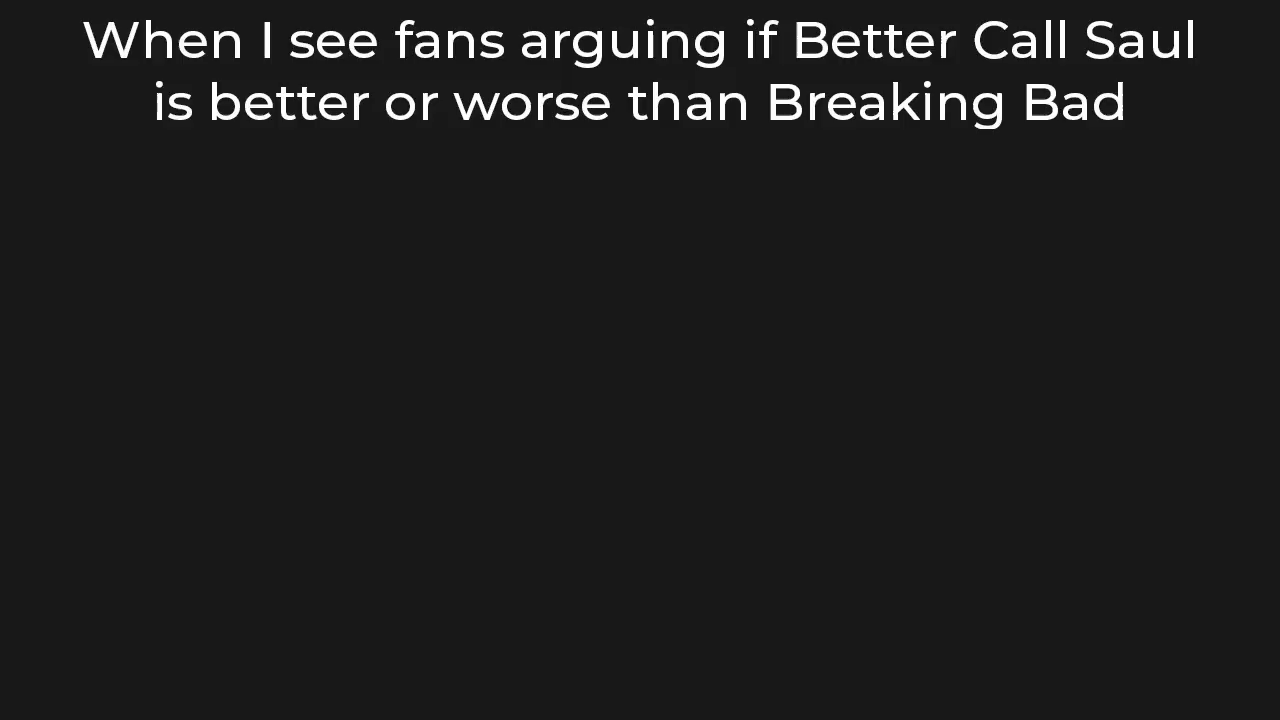 When I see fans arguing if Better Call Saul
is better or worse than Breaking Bad